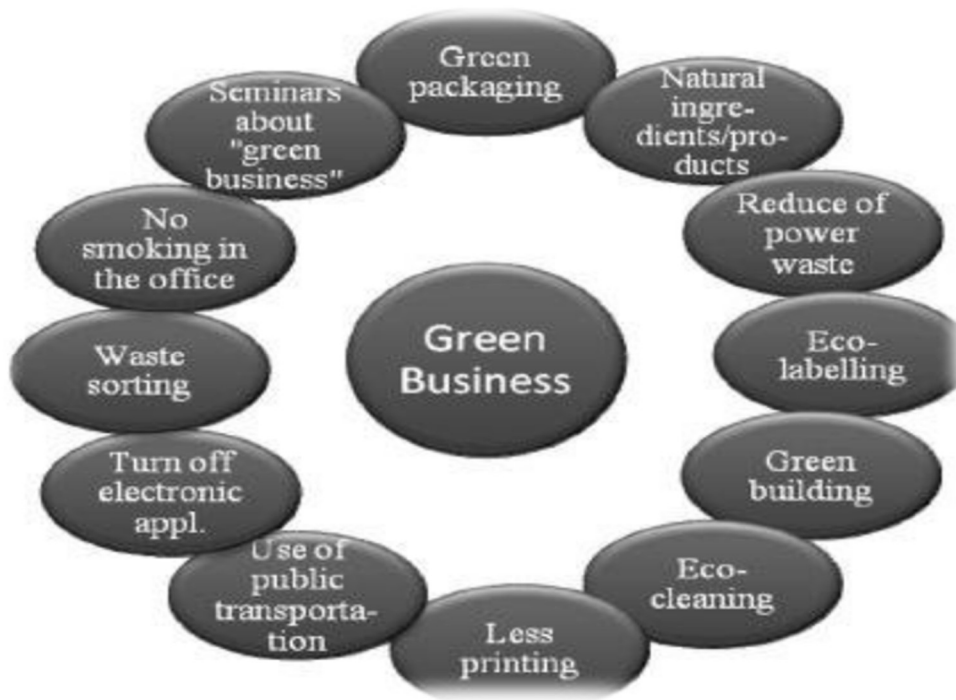 Green
packaging
Natural
ingre-
dients/pro-
ducts
Reduce of
power
waste
Eco-
labelling
Green
building
Eco-
cleaning
Less
printing
Use of
public
transporta-
tion
Turn off
electronic
appl.
Waste
sorting
No
smoking in
the office
Seminars
about
"green
business"
Green
Business